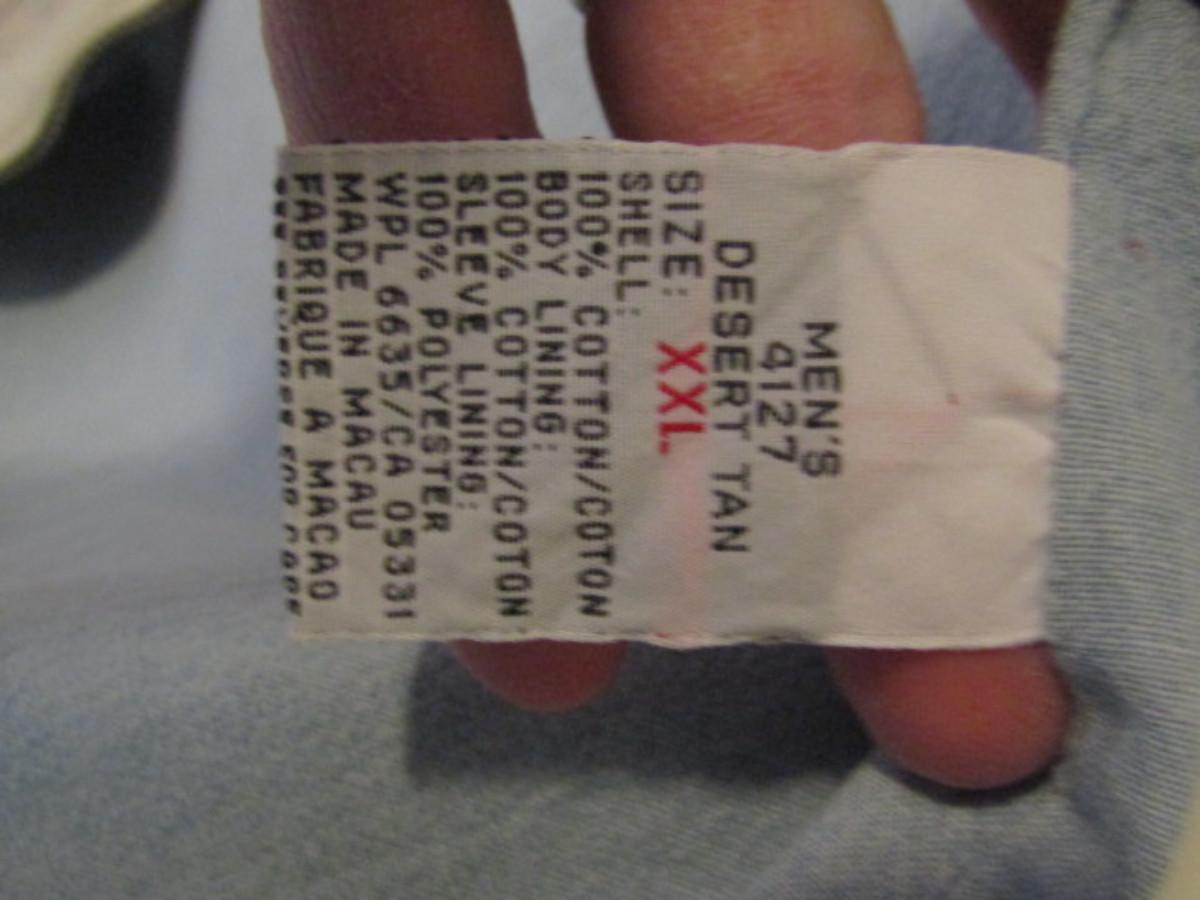 MEN'S
4127
DESERT TAN
SIZE: XXL
SHELL:
100% COTTON/COTON
BODY LINING:
100% COTTON/COTON
SLEEVE LINING:
100% POLYESTER
WPL 6635/CA 05331
MADE IN MACAU
FABRIQUE A MACAO